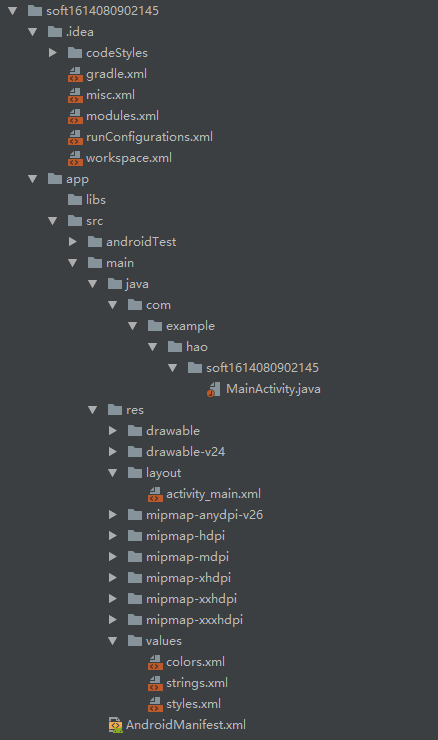 soft1614080902145
.idea
codeStyles
gradle.xml
misc.xml
modules.xml
runConfigurations.xml
workspace.xml
app
libs
src
androidTest
main
java
com
example
hao
soft1614080902145
MainActivity.java
res
drawable
drawable-v24
layout
activity_main.xml
mipmap-anydpi-v26
mipmap-hdpi
mipmap-mdpi
mipmap-xhdpi
mipmap-xxhdpi
mipmap-xxxhdpi
values
colors.xml
strings.xml
styles.xml
AndroidManifest.xml